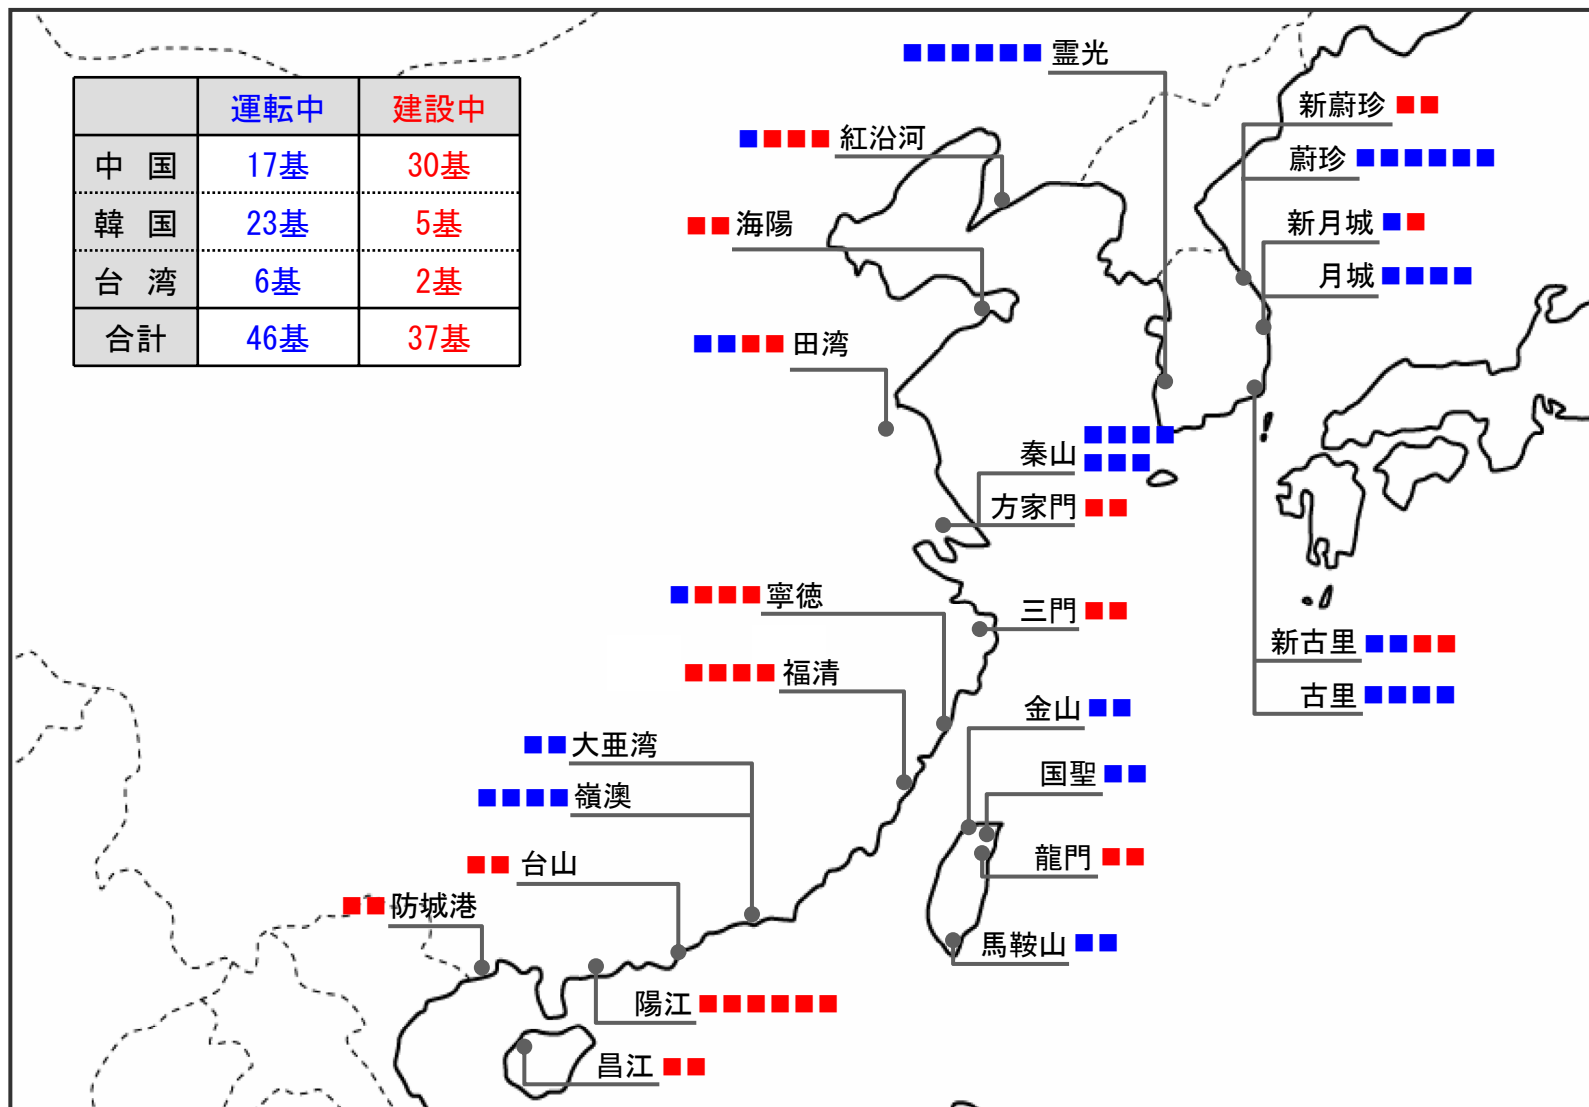 運転中 建設中
中国 17基 30基
韓国 23基 5基
台湾 6基 2基
合計 46基 37基
霊光
新蔚珍
紅沿河
蔚珍
海陽
新月城
月城
田湾
秦山
方家門
寧徳
三門
新古里
福清
古里
金山
大亜湾
国聖
嶺澳
龍門
台山
防城港
馬鞍山
陽江
昌江